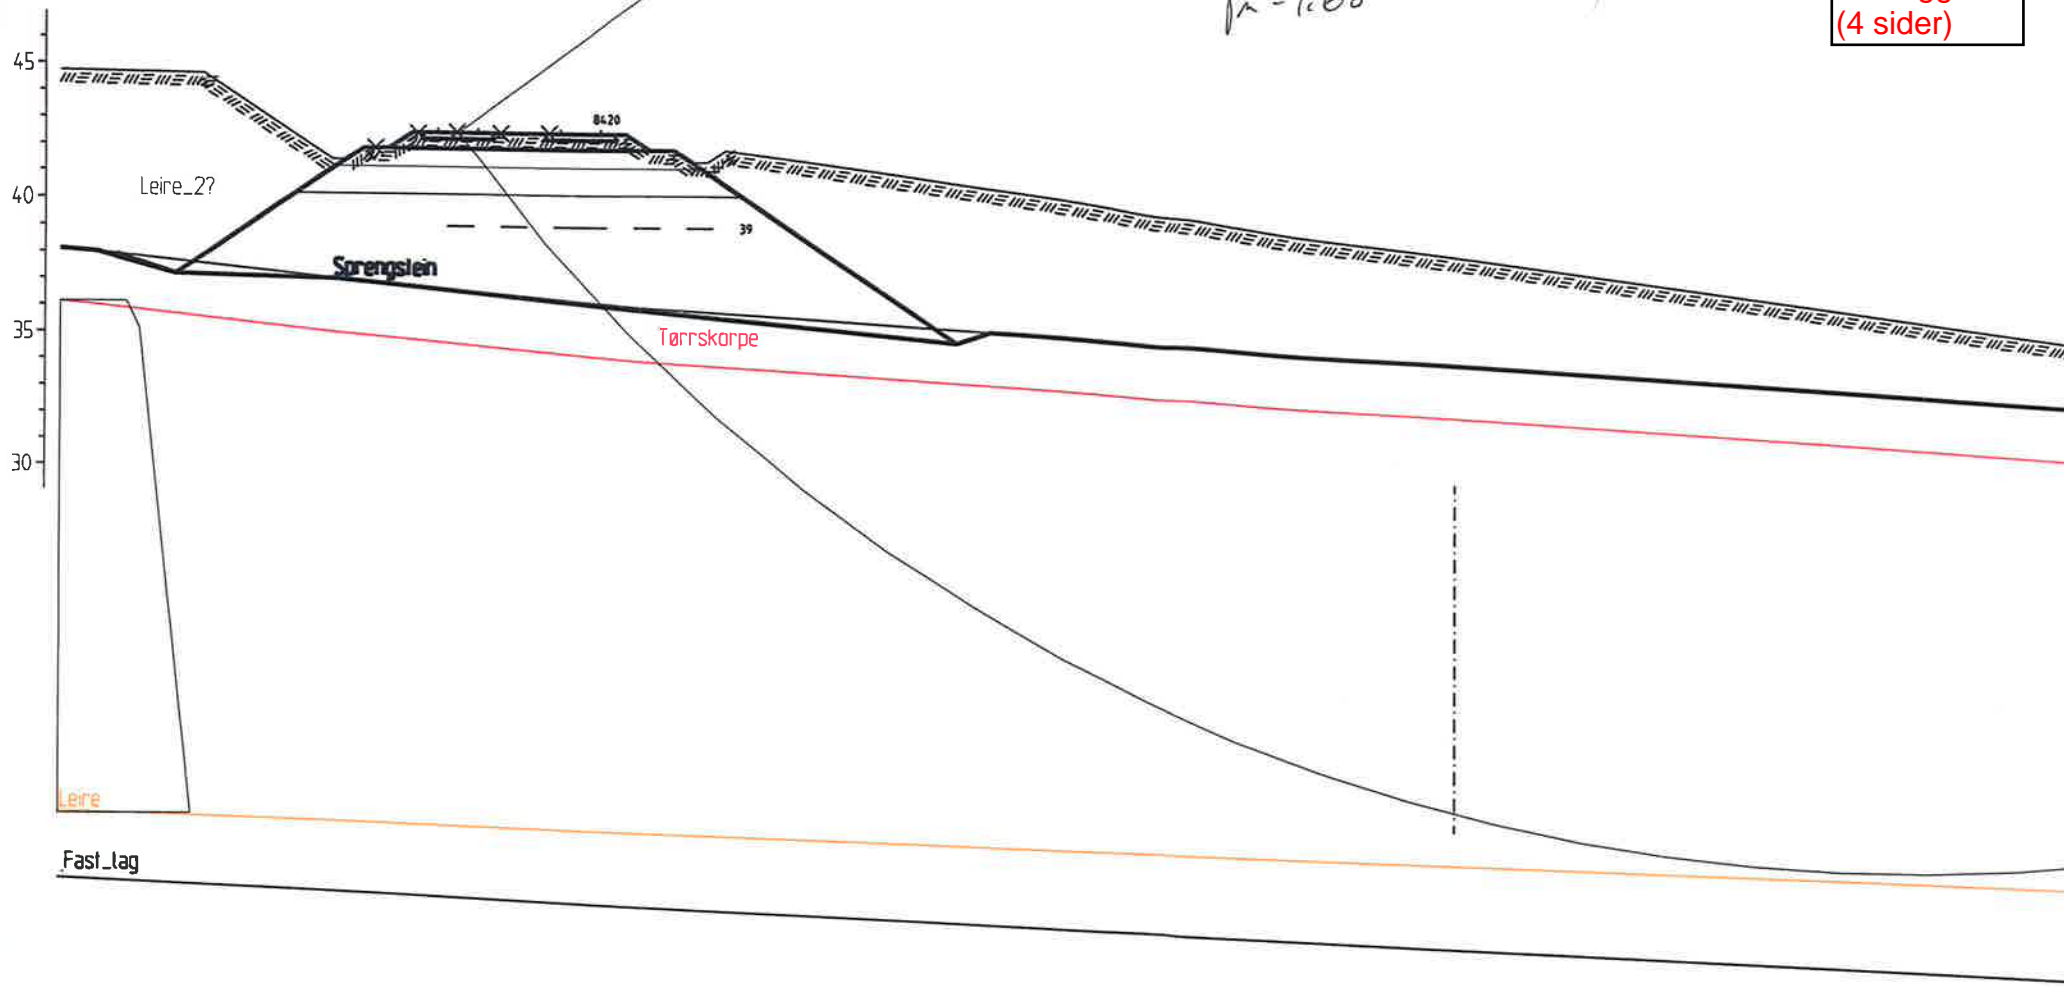 (4 sider)
45
8420
Leire_2?
40
39
Sprengstein
35
Tørrskorpe
30
Leire
Fast_lag